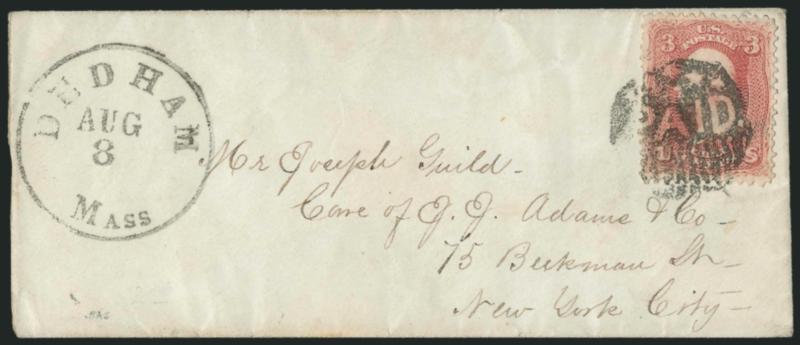 DEDHAM
AUG
8
MASS
3 U.S. 3
POSTAGE
PAID
Mr Joseph Guild.
Care of J. J. Adams & Co-
75 Beekman St-
New York City-